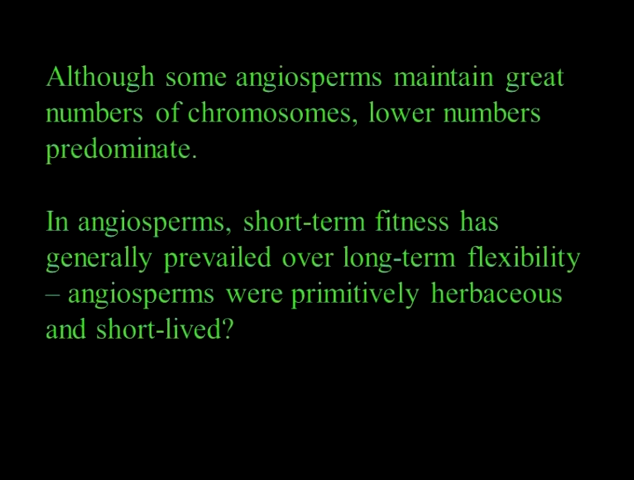 Although some angiosperms maintain great
numbers of chromosomes, lower numbers
predominate.
In angiosperms, short-term fitness has
generally prevailed over long-term flexibility
– angiosperms were primitively herbaceous
and short-lived?